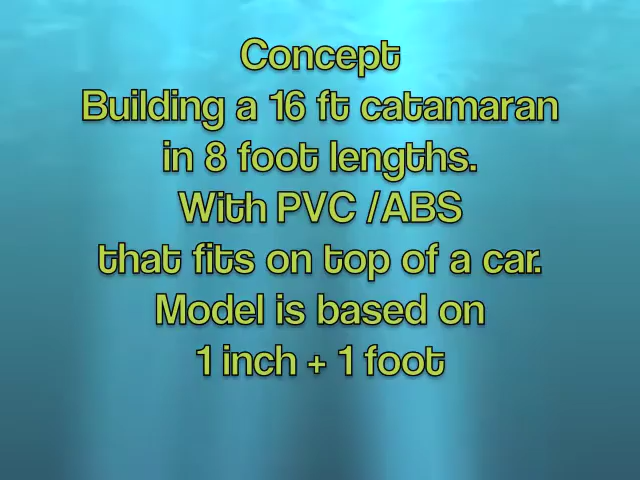 Concept
Building a 16 ft catamaran
in 8 foot lengths.
With PVC /ABS
that fits on top of a car.
Model is based on
1 inch + 1 foot